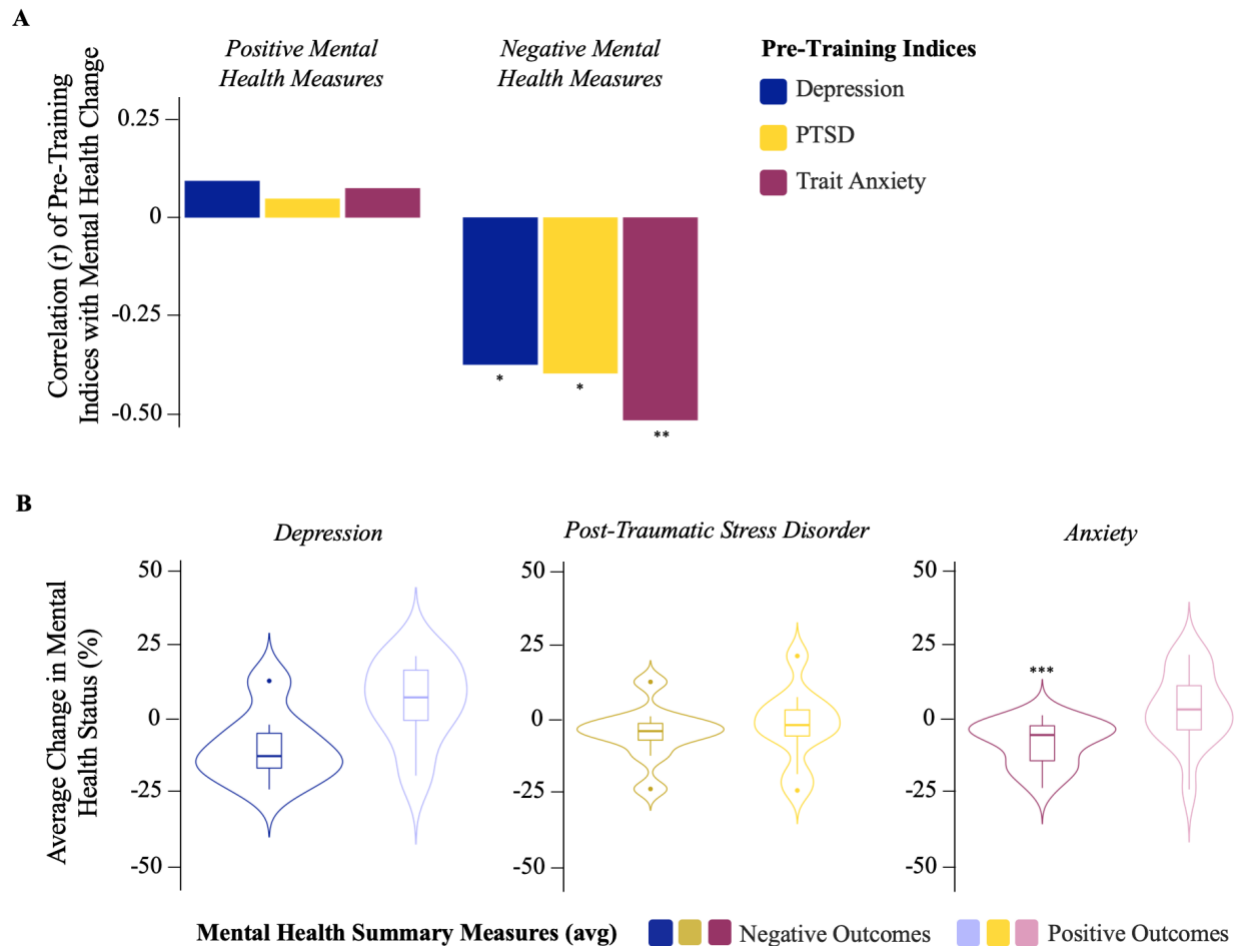 A
Positive Mental
Health Measures
Negative Mental
Health Measures
Pre-Training Indices
Depression
PTSD
Trait Anxiety
Correlation (r) of Pre-Training
Indices with Mental Health Change
0.25
0
-0.25
-0.50
*
*
**
B
Depression
Post-Traumatic Stress Disorder
Anxiety
Average Change in Mental
Health Status (%)
50
25
0
-25
-50
50
25
0
-25
-50
50
25
0
-25
-50
***
Mental Health Summary Measures (avg)
Negative Outcomes
Positive Outcomes